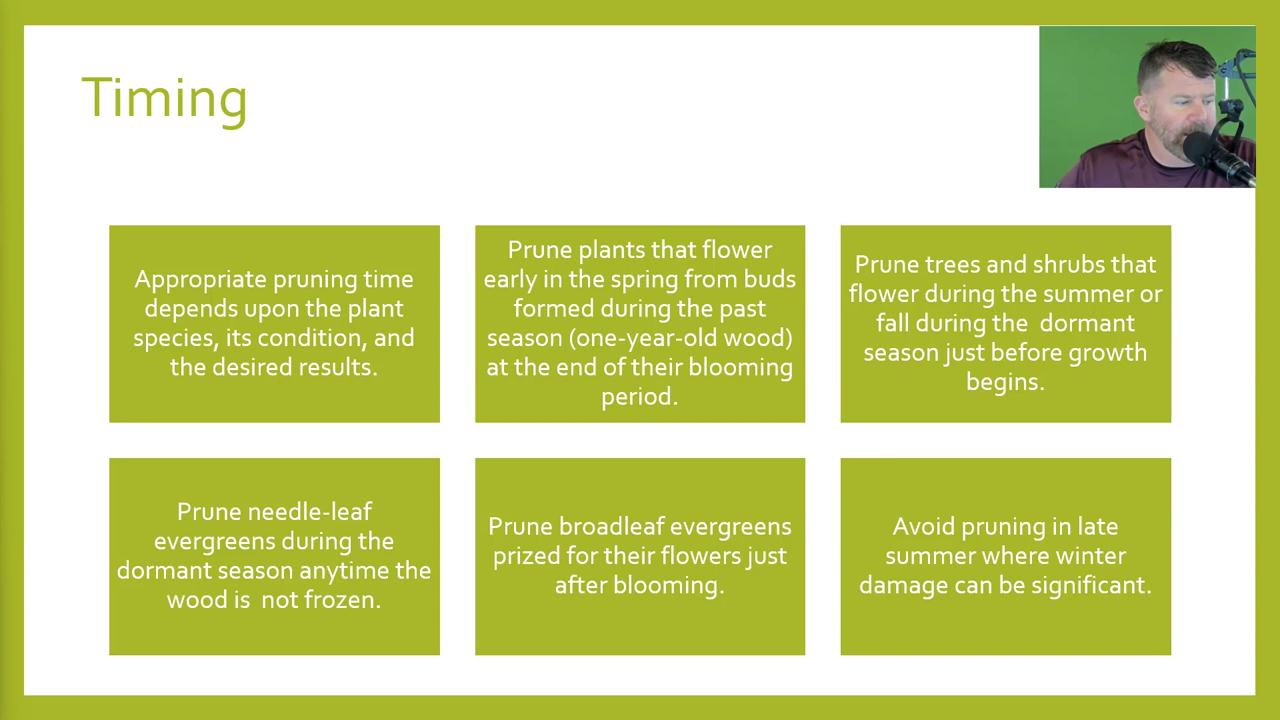 Timing
Appropriate pruning time
depends upon the plant
species, its condition, and
the desired results.
Prune plants that flower
early in the spring from buds
formed during the past
season (one-year-old wood)
at the end of their blooming
period.
Prune trees and shrubs that
flower during the summer or
fall during the  dormant
season just before growth
begins.
Prune needle-leaf
evergreens during the
dormant season anytime the
wood is  not frozen.
Prune broadleaf evergreens
prized for their flowers just
after blooming.
Avoid pruning in late
summer where winter
damage can be significant.